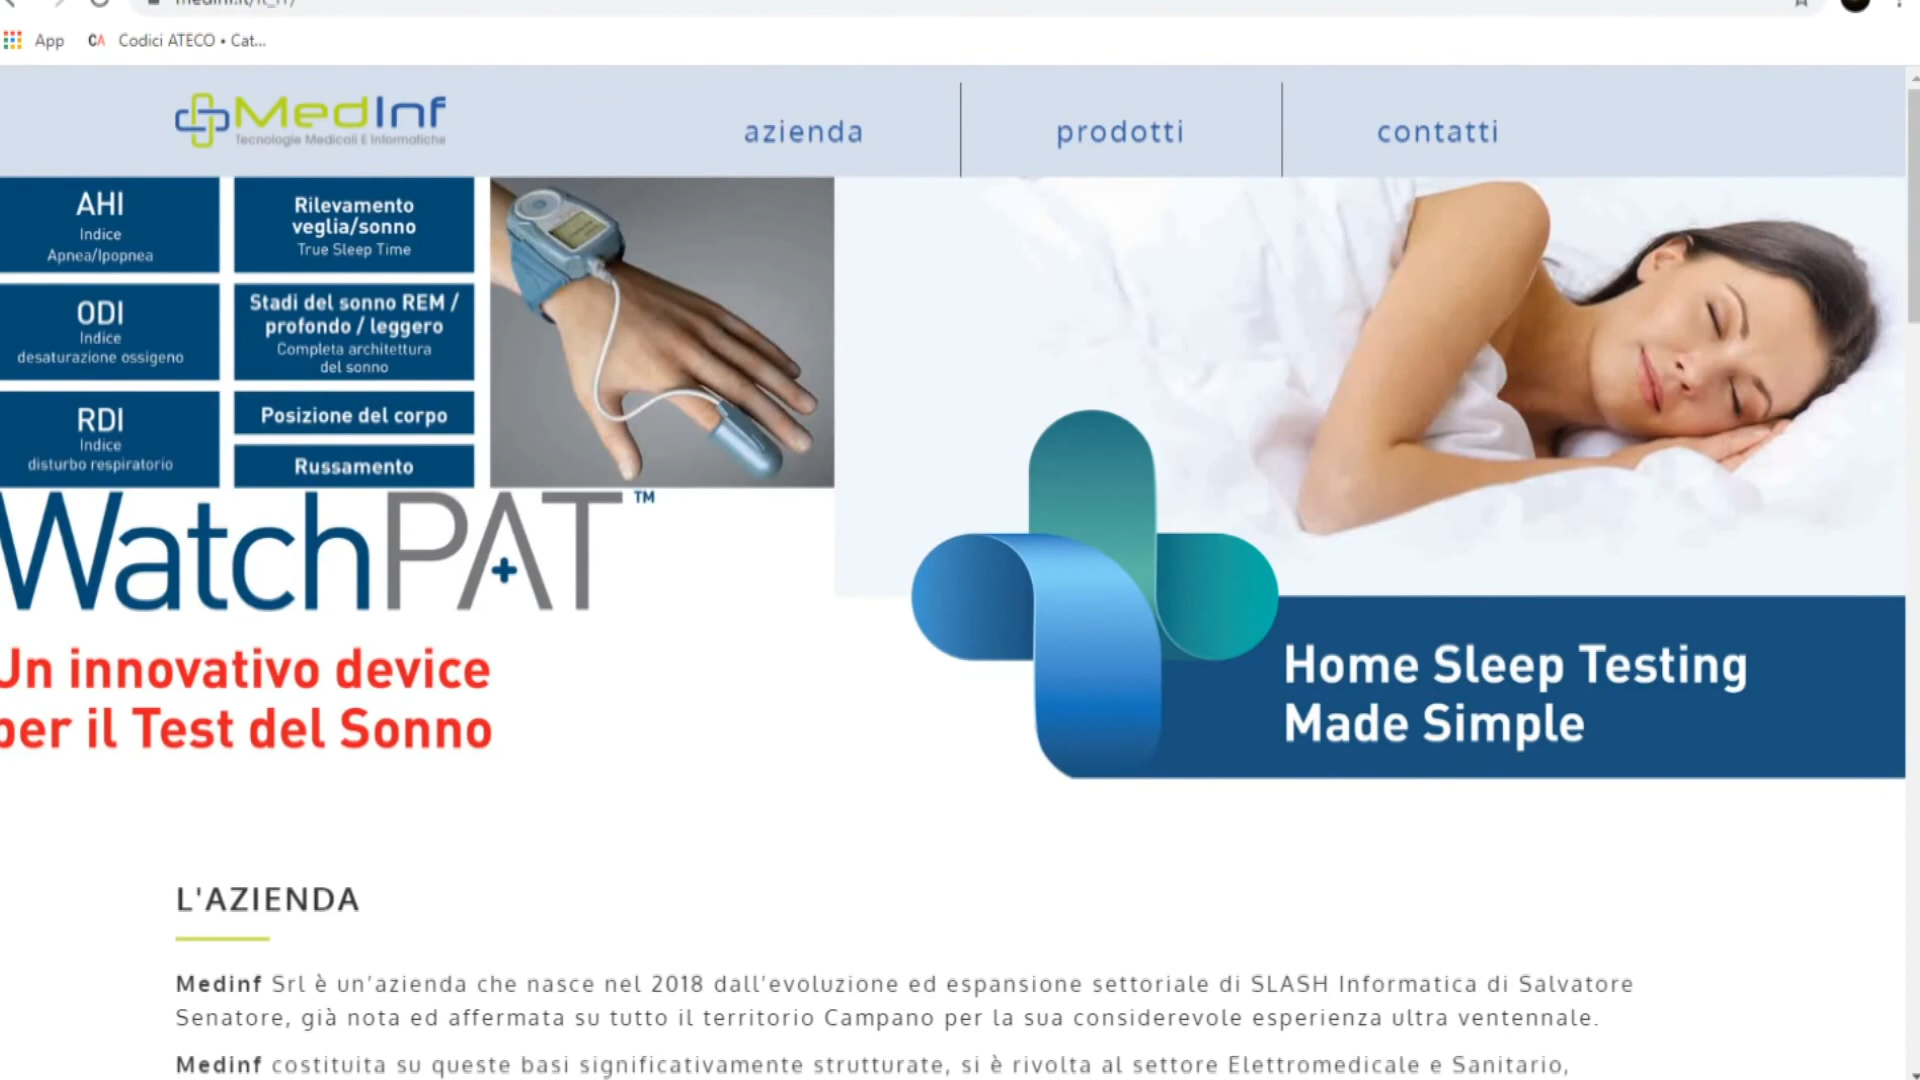 App
CA Codici ATECO • Cat...
MedInf
Tecnologie Medicali E Informatiche
azienda
prodotti
contatti
AHI
Indice
Apnea/Ipopnea
Rilevamento
veglia/sonno
True Sleep Time
ODI
Indice
desaturazione ossigeno
Stadi del sonno REM /
profondo / leggero
Completa architettura
del sonno
RDI
Indice
disturbo respiratorio
Posizione del corpo
Russamento
WatchPAT™
Un innovativo device
per il Test del Sonno
Home Sleep Testing
Made Simple
L'AZIENDA
Medinf Srl è un'azienda che nasce nel 2018 dall'evoluzione ed espansione settoriale di SLASH Informatica di Salvatore
Senatore, già nota ed affermata su tutto il territorio Campano per la sua considerevole esperienza ultra ventennale.
Medinf costituita su queste basi significativamente strutturate, si è rivolta al settore Elettromedicale e Sanitario,